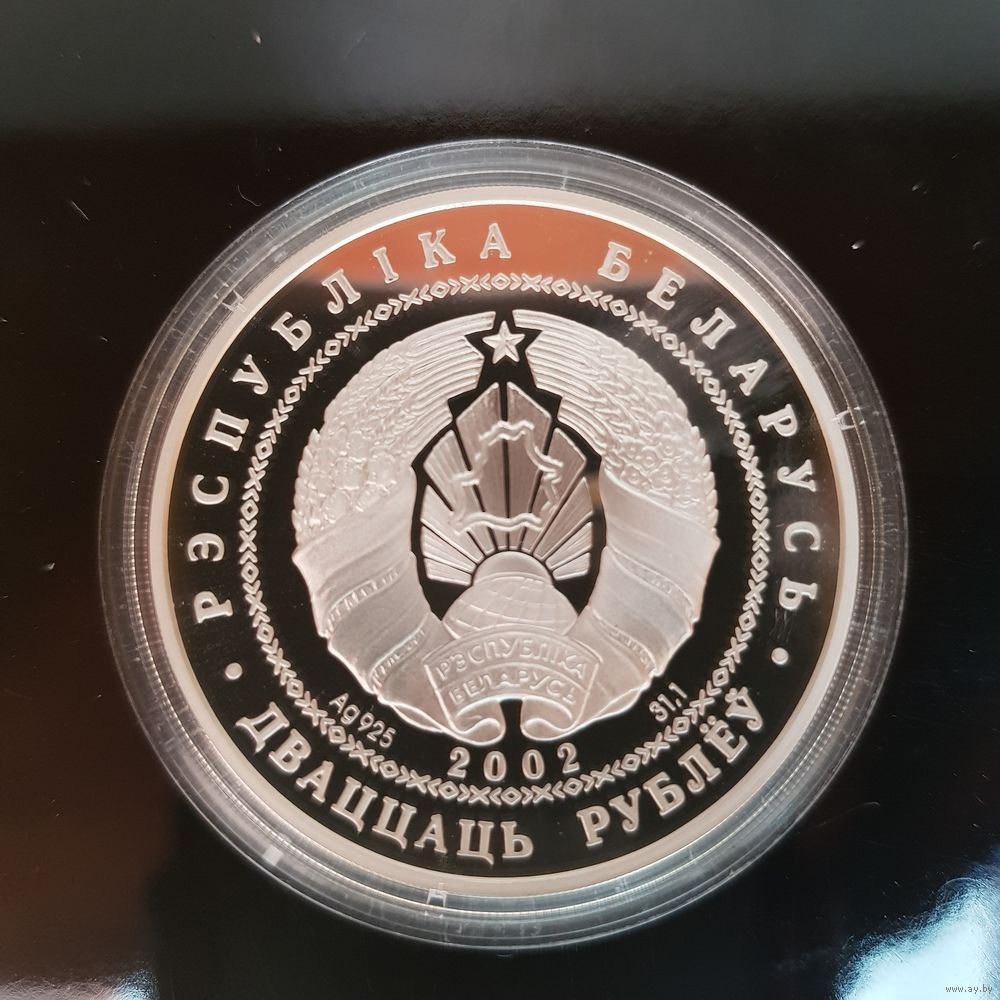 РЭСПУБЛІКА БЕЛАРУСЬ
РЭСПУБЛІКА
БЕЛАРУСЬ
Ag 925
31,1
2002
• ДВАЦЦАЦЬ РУБЛЁЎ •
www.ay.by